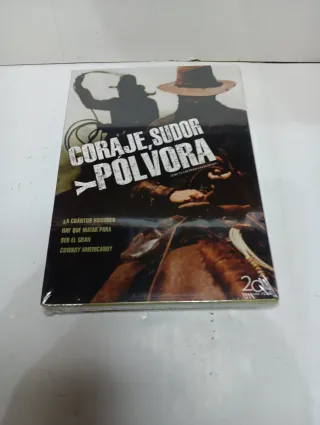 CORAJE, SUDOR
Y PÓLVORA
¿A CUÁNTOS HOMBRES
HAY QUE MATAR PARA
SER EL GRAN
COWBOY AMERICANO?